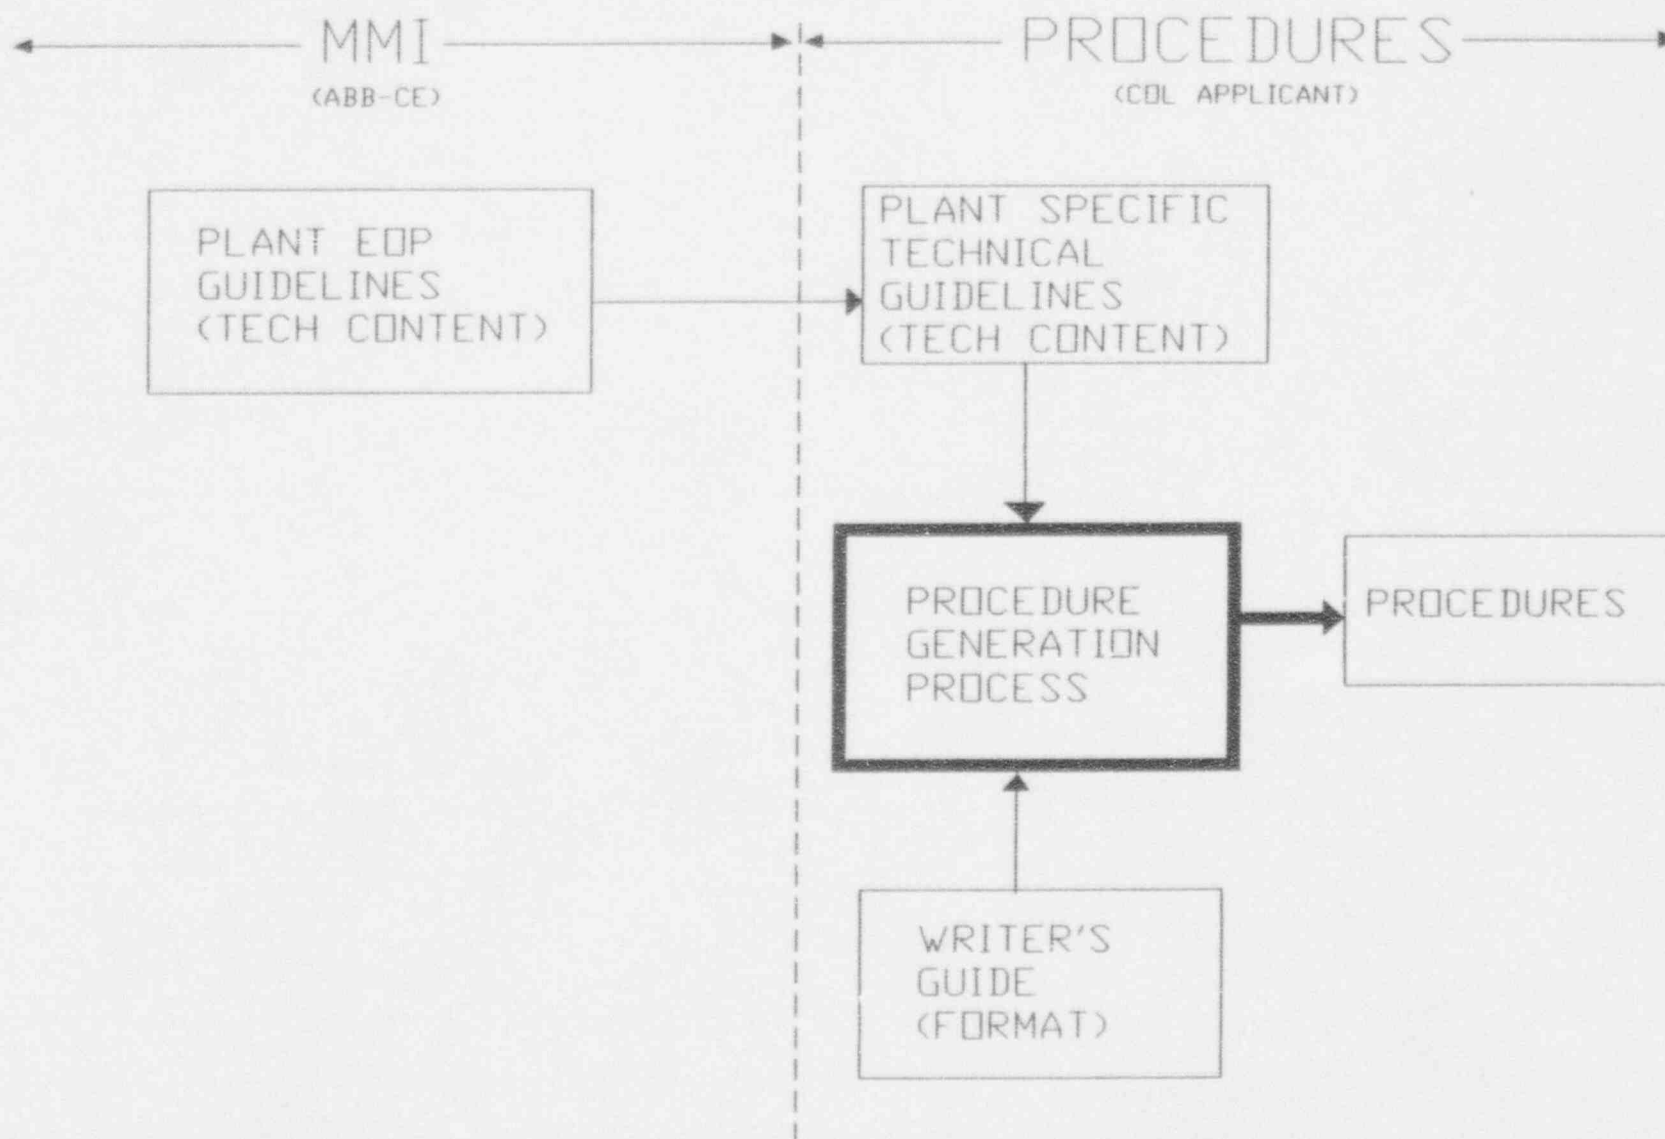 MMI
(ABB-CE)
PROCEDURES
(COL APPLICANT)
PLANT EOP
GUIDELINES
(TECH CONTENT)
PLANT SPECIFIC
TECHNICAL
GUIDELINES
(TECH CONTENT)
PROCEDURE
GENERATION
PROCESS
PROCEDURES
WRITER'S
GUIDE
(FORMAT)